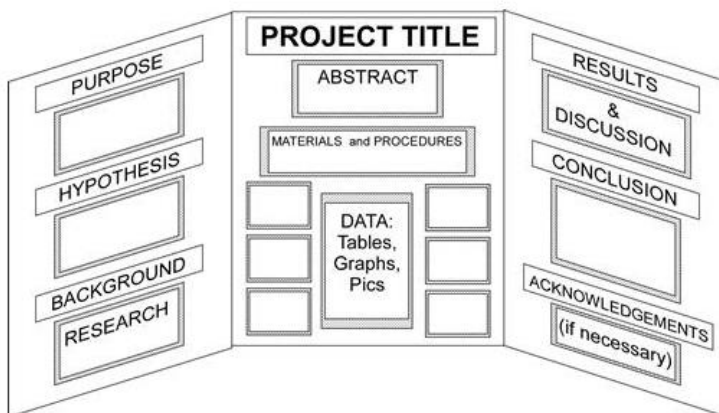 PURPOSE
HYPOTHESIS
BACKGROUND
RESEARCH
PROJECT TITLE
ABSTRACT
MATERIALS and PROCEDURES
DATA:
Tables,
Graphs,
Pics
RESULTS
&
DISCUSSION
CONCLUSION
ACKNOWLEDGEMENTS
(if necessary)